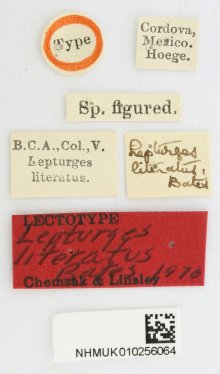 Type
Cordova,
Mexico.
Hoege.
Sp. figured.
B.C.A., Col., V.
Lepturges
literatus.
Lepturges
literatus,
Bates
LECTOTYPE
Lepturges
literatus
Bates 1970
Chemsak & Linsley
NHMUK010256064